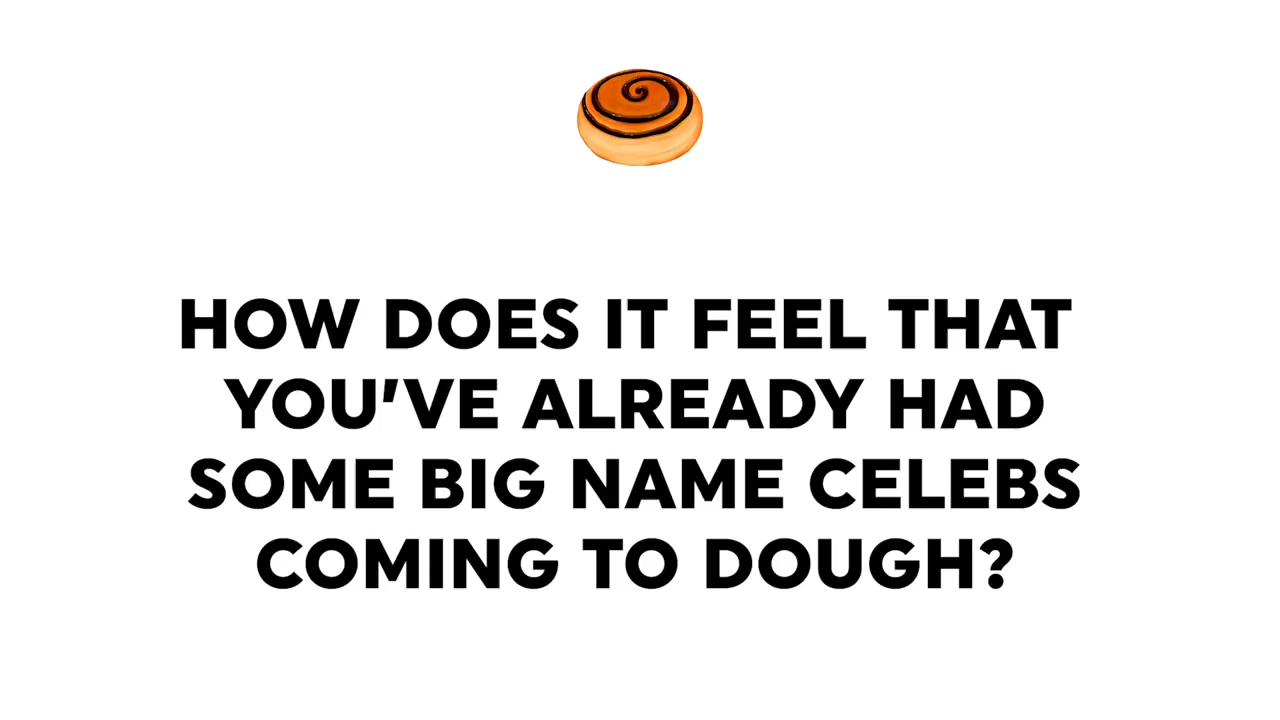 HOW DOES IT FEEL THAT
YOU'VE ALREADY HAD
SOME BIG NAME CELEBS
COMING TO DOUGH?